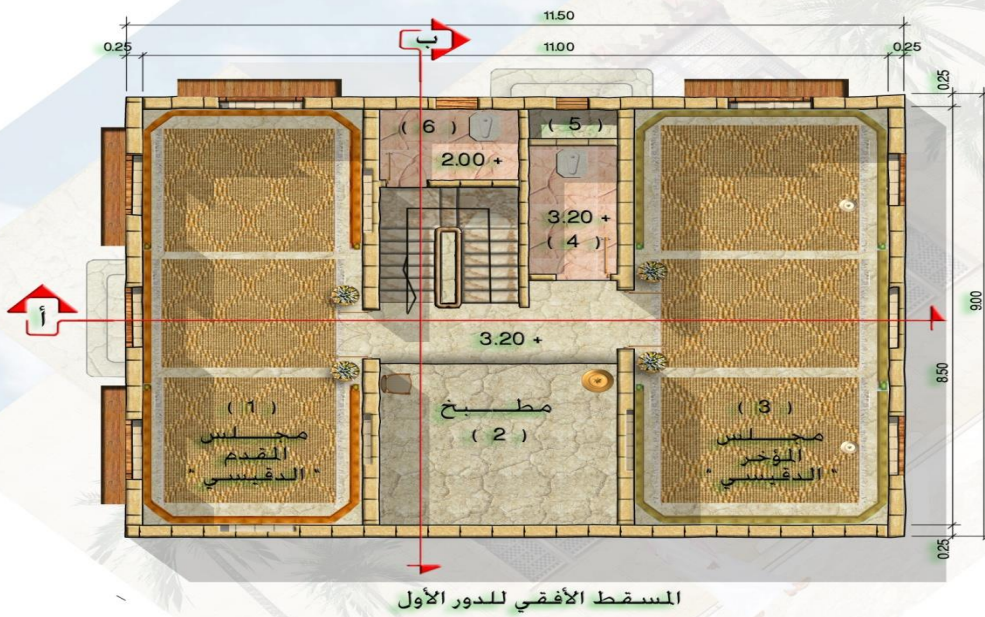 11.50
0.25
11.00
0.25
ب
0.25
( 6 )
( 5 )
2.00 +
3.20 +
( 4 )
أ
3.20 +
9.00
8.50
( 1 )
مجلس
المقدم
" الدقيسي "
مطبخ
( 2 )
( 3 )
مجلس
المؤخر
" الدقيسي "
0.25
المسقط الأفقي للدور الأول